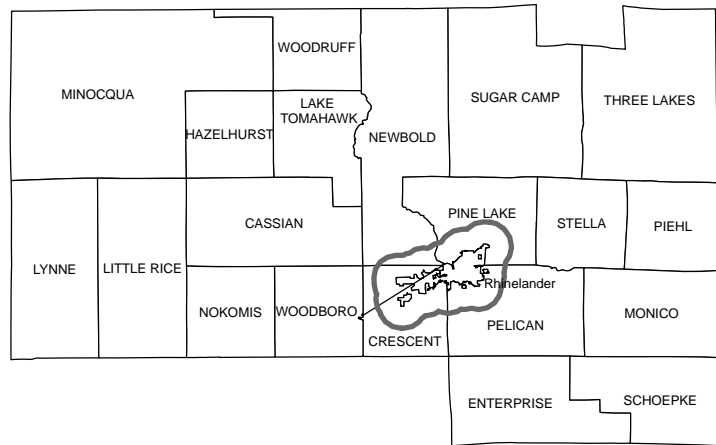 WOODRUFF
MINOCQUA
SUGAR CAMP
THREE LAKES
LAKE
TOMAHAWK
HAZELHURST
NEWBOLD
PINE LAKE
CASSIAN
STELLA
PIEHL
LYNNE
LITTLE RICE
Rhinelander
NOKOMIS
WOODBORO
PELICAN
MONICO
CRESCENT
ENTERPRISE
SCHOEPKE